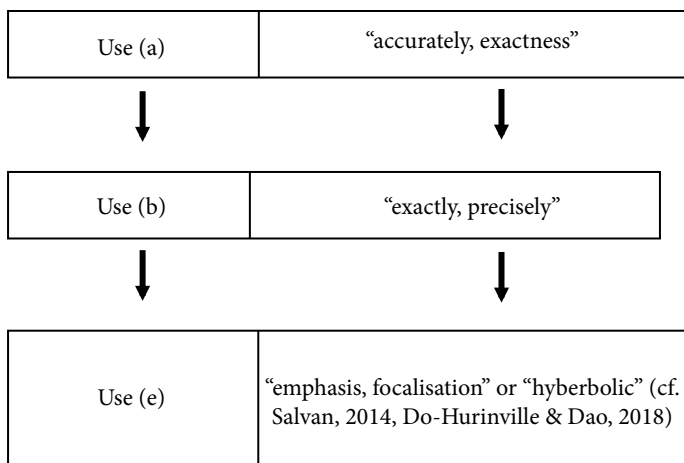 Use (a) “accurately, exactness”
Use (b) “exactly, precisely”
Use (e) “emphasis, focalisation” or “hyberbolic” (cf.
Salvan, 2014, Do-Hurinville & Dao, 2018)